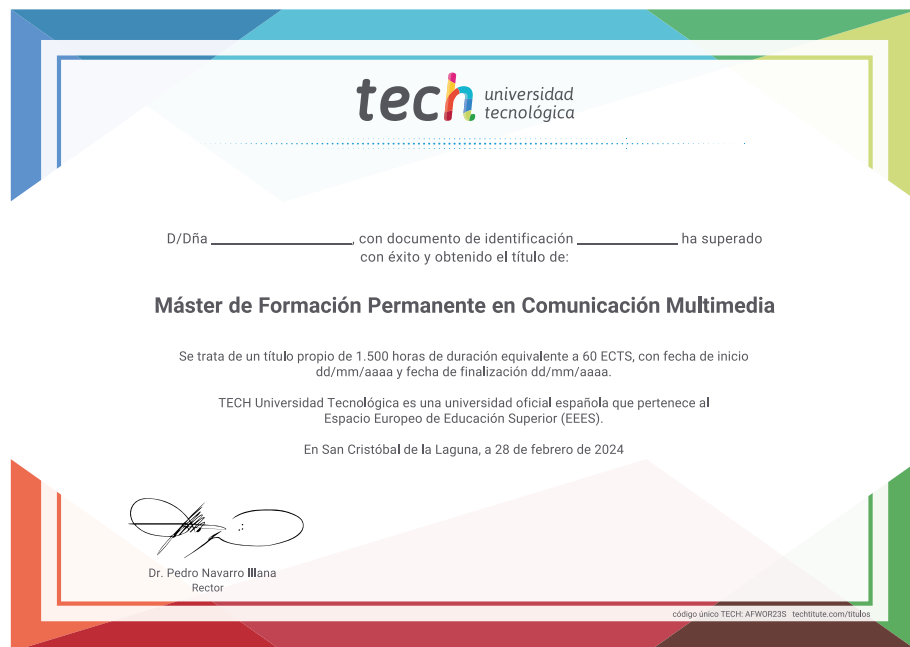 tech universidad
tecnológica
D/Dña ____________________, con documento de identificación ______________ ha superado
con éxito y obtenido el título de:
Máster de Formación Permanente en Comunicación Multimedia
Se trata de un título propio de 1.500 horas de duración equivalente a 60 ECTS, con fecha de inicio
dd/mm/aaaa y fecha de finalización dd/mm/aaaa.
TECH Universidad Tecnológica es una universidad oficial española que pertenece al
Espacio Europeo de Educación Superior (EEES).
En San Cristóbal de la Laguna, a 28 de febrero de 2024
Dr. Pedro Navarro Illana
Rector
código único TECH: AFWOR23S techtitute.com/titulos